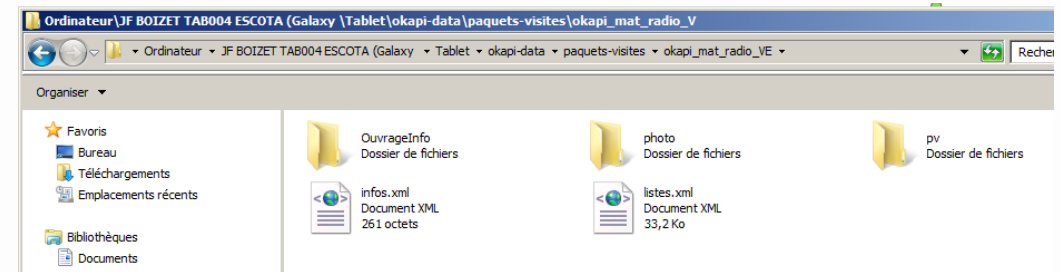 Ordinateur\JF BOIZET TAB004 ESCOTA (Galaxy \Tablet\okapi-data\paquets-visites\okapi_mat_radio_V
Ordinateur JF BOIZET TAB004 ESCOTA (Galaxy Tablet okapi-data paquets-visites okapi_mat_radio_VE Recher
Organiser
Favoris
Bureau
Téléchargements
Emplacements récents
Bibliothèques
Documents
OuvrageInfo
Dossier de fichiers
photo
Dossier de fichiers
pv
Dossier de fichiers
infos.xml
Document XML
261 octets
listes.xml
Document XML
33,2 Ko